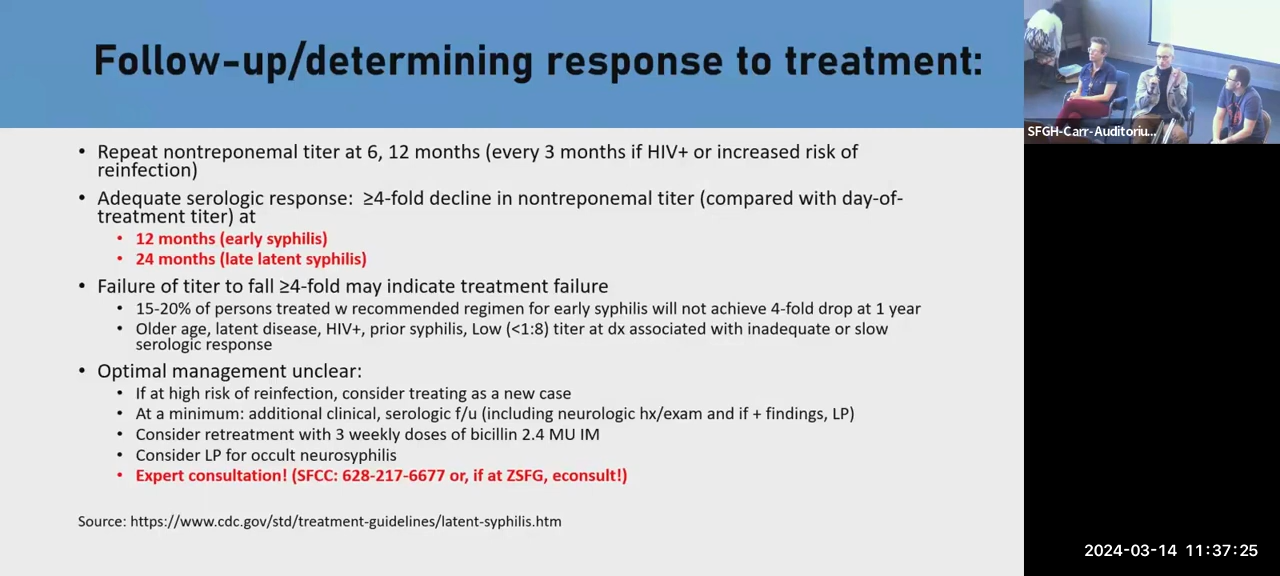 Follow-up/determining response to treatment:
• Repeat nontreponemal titer at 6, 12 months (every 3 months if HIV+ or increased risk of
reinfection)
• Adequate serologic response:  ≥4-fold decline in nontreponemal titer (compared with day-of-
treatment titer) at
• 12 months (early syphilis)
• 24 months (late latent syphilis)
• Failure of titer to fall ≥4-fold may indicate treatment failure
• 15-20% of persons treated w recommended regimen for early syphilis will not achieve 4-fold drop at 1 year
• Older age, latent disease, HIV+, prior syphilis, Low (<1:8) titer at dx associated with inadequate or slow
serologic response
• Optimal management unclear:
• If at high risk of reinfection, consider treating as a new case
• At a minimum: additional clinical, serologic f/u (including neurologic hx/exam and if + findings, LP)
• Consider retreatment with 3 weekly doses of bicillin 2.4 MU IM
• Consider LP for occult neurosyphilis
• Expert consultation! (SFCC: 628-217-6677 or, if at ZSFG, econsult!)
Source: https://www.cdc.gov/std/treatment-guidelines/latent-syphilis.htm
SFGH-Carr-Auditoriu...
2024-03-14 11:37:25